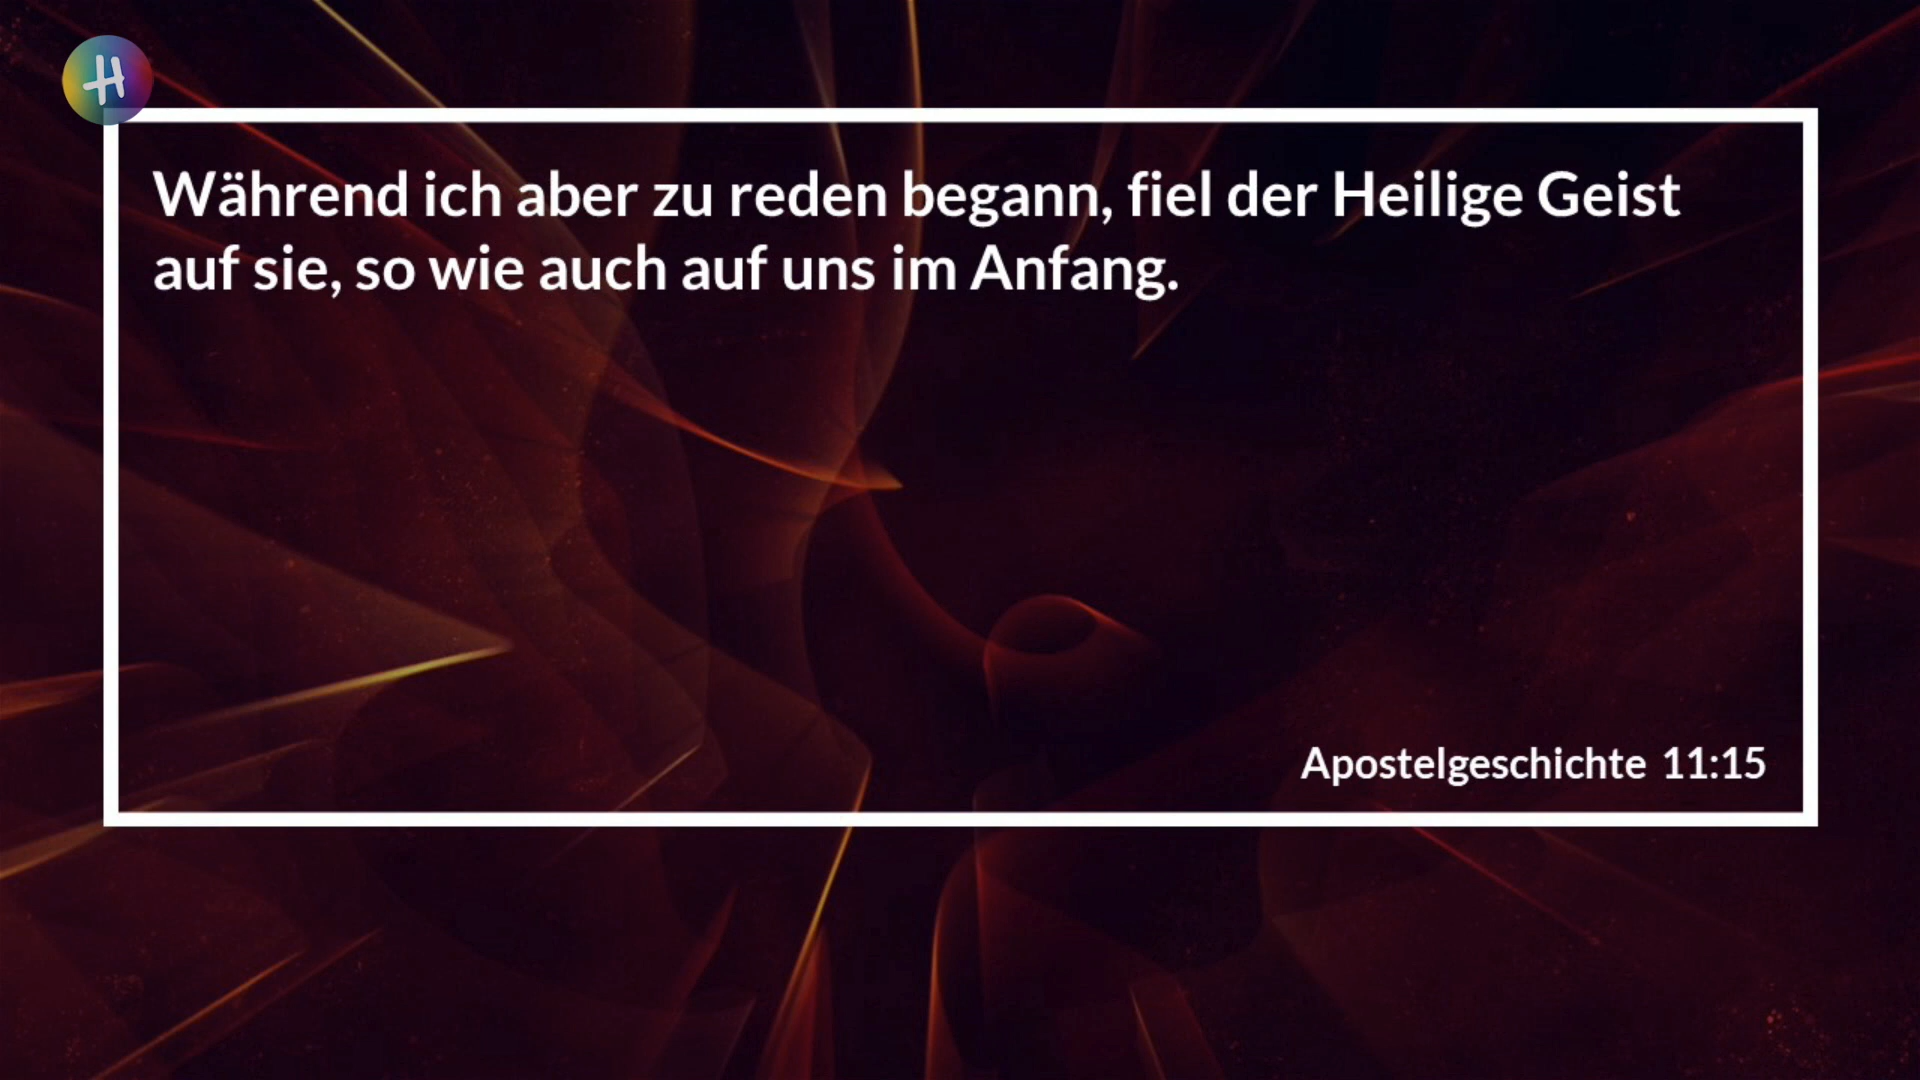 H
Während ich aber zu reden begann, fiel der Heilige Geist
auf sie, so wie auch auf uns im Anfang.
Apostelgeschichte 11:15